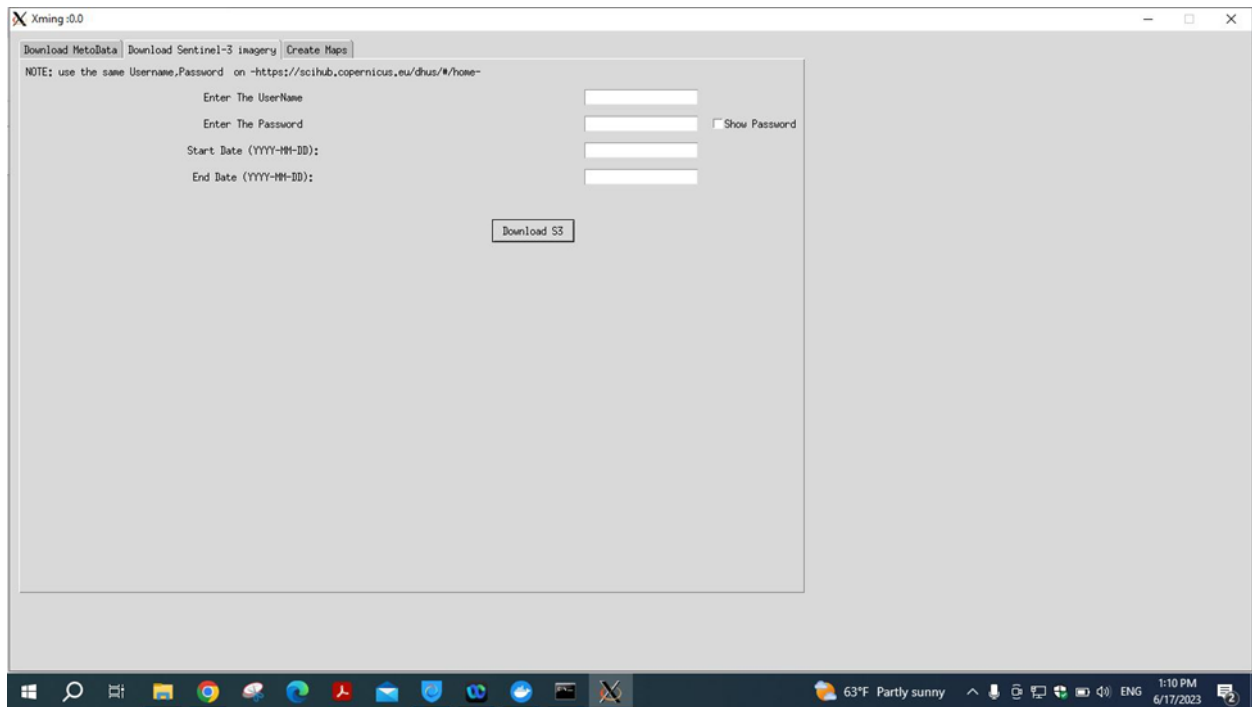 Xming :0.0
Download MetoData Download Sentinel-3 imagery Create Maps
NOTE: use the same Username,Password on -https://scihub.copernicus.eu/dhus/#/home-
Enter The UserName
Enter The Password Show Password
Start Date (YYYY-MM-DD):
End Date (YYYY-MM-DD):
Download S3
63°F Partly sunny ENG 1:10 PM
6/17/2023 2